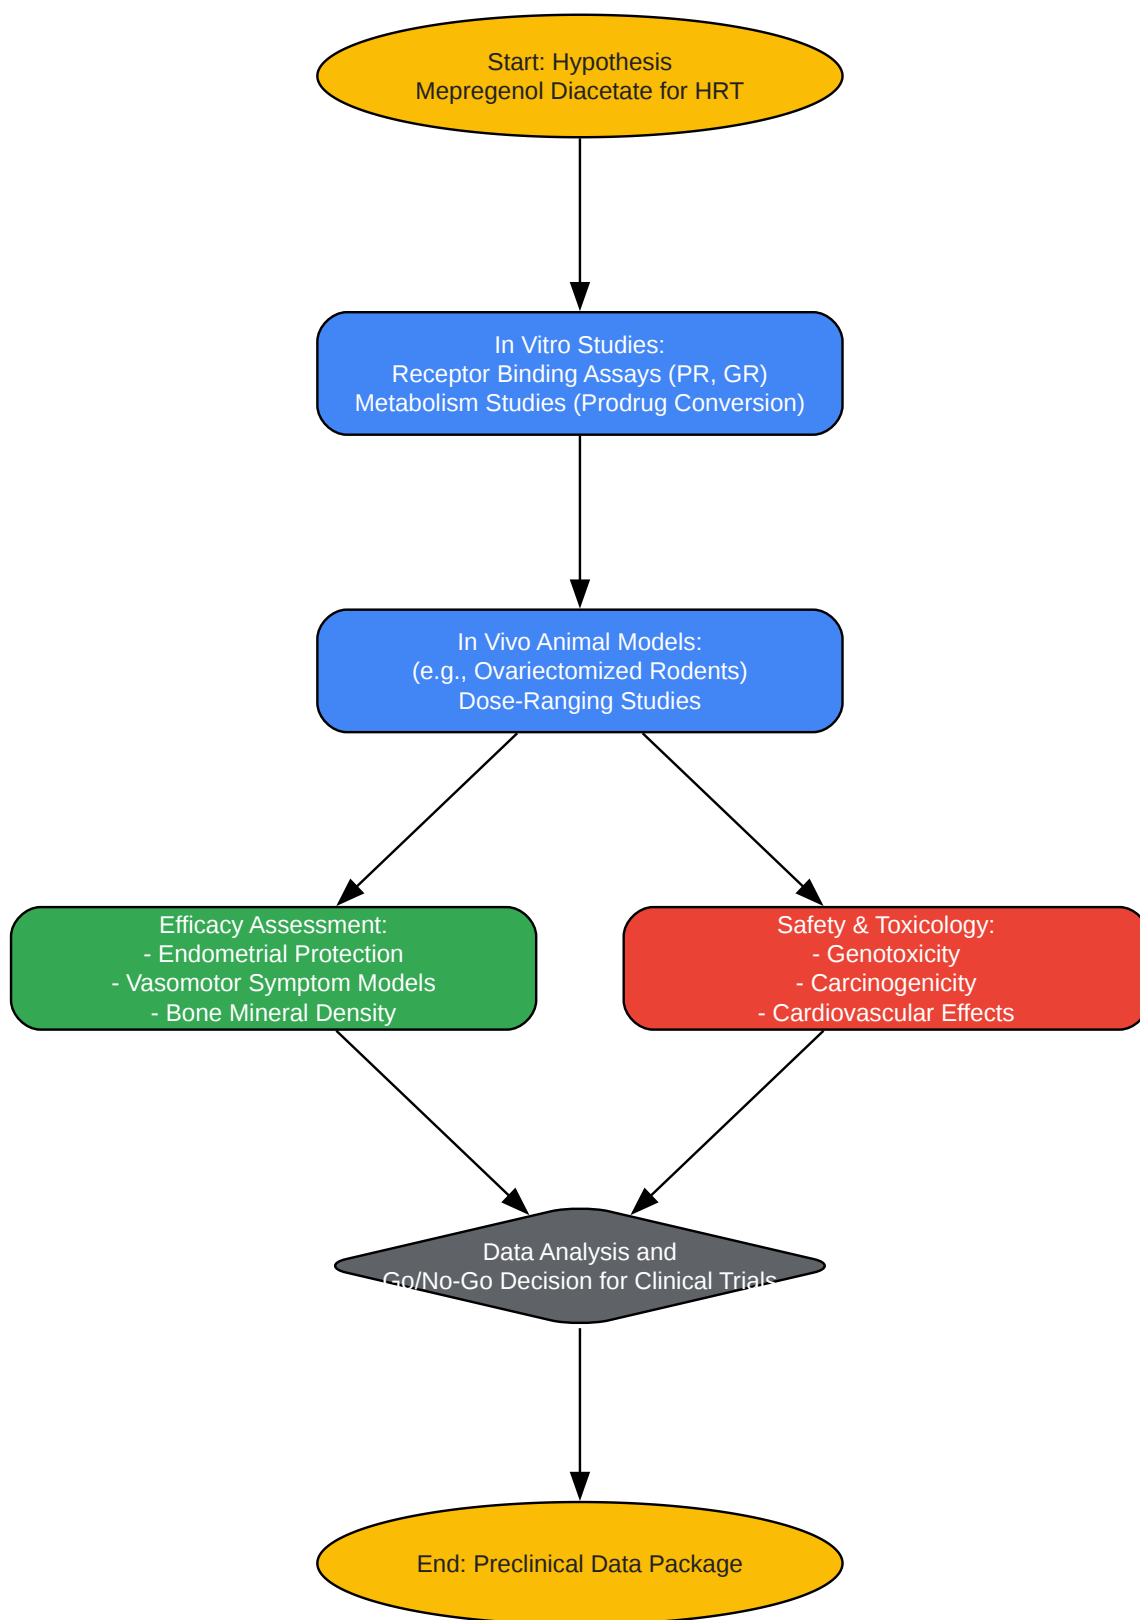 Start: Hypothesis
Mepregenol Diacetate for HRT
In Vitro Studies:
Receptor Binding Assays (PR, GR)
Metabolism Studies (Prodrug Conversion)
In Vivo Animal Models:
(e.g., Ovariectomized Rodents)
Dose-Ranging Studies
Efficacy Assessment:
- Endometrial Protection
- Vasomotor Symptom Models
- Bone Mineral Density
Safety & Toxicology:
- Genotoxicity
- Carcinogenicity
- Cardiovascular Effects
Data Analysis and
Go/No-Go Decision for Clinical Trials
End: Preclinical Data Package